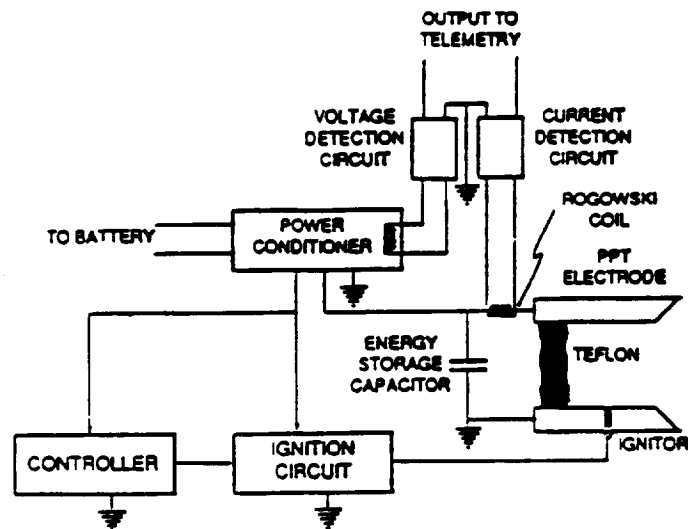 OUTPUT TO
TELEMETRY
VOLTAGE
DETECTION
CIRCUIT
CURRENT
DETECTION
CIRCUIT
ROGOWSKI
COIL
TO BATTERY
POWER
CONDITIONER
PPT
ELECTRODE
ENERGY
STORAGE
CAPACITOR
TEFLON
IGNITOR
CONTROLLER
IGNITION
CIRCUIT